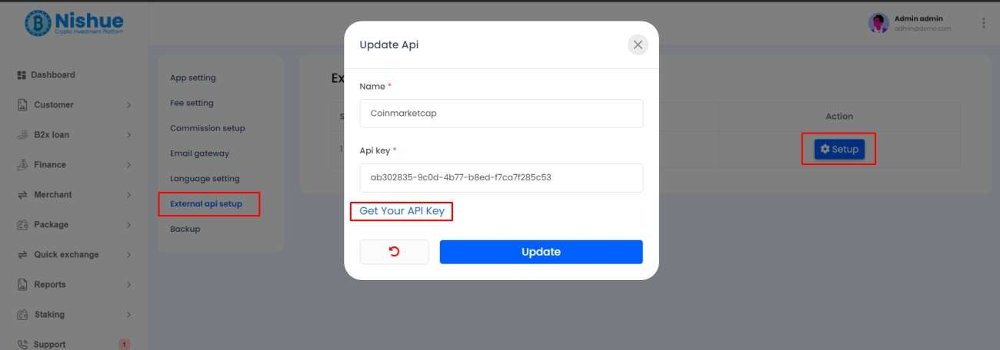 Nishue
Crypto Investment Platform
Admin admin
admin@demo.com
Dashboard
Customer
B2x loan
Finance
Merchant
Package
Quick exchange
Reports
Staking
Support
1
App setting
Fee setting
Commission setup
Email gateway
Language setting
External api setup
Backup
Ex
S
1
Action
Setup
Update Api
Name *
Coinmarketcap
Api key *
ab302835-9c0d-4b77-b8ed-f7ca7f285c53
Get Your API Key
Update